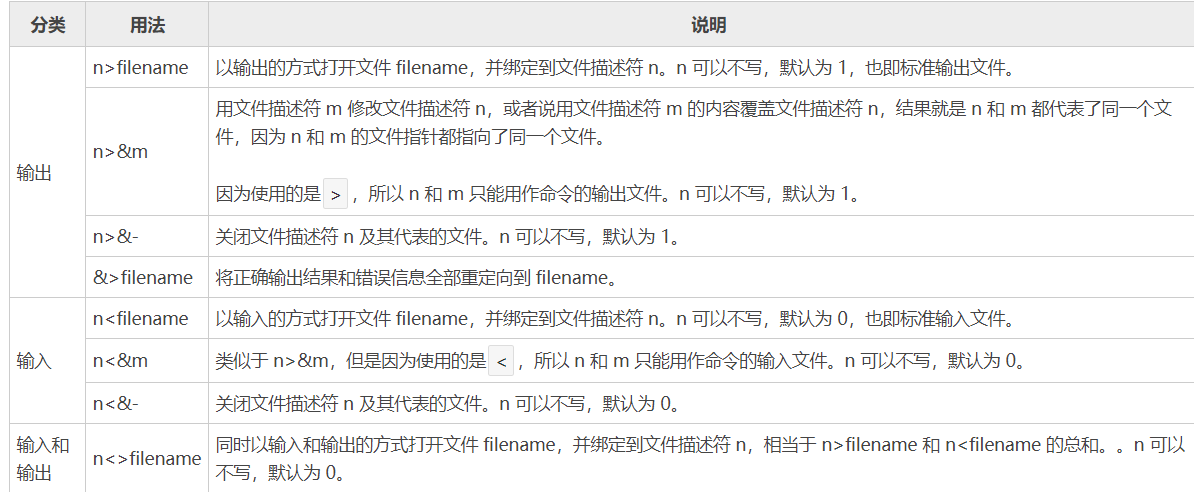 分类 用法 说明
输出
n>filename 以输出的方式打开文件 filename，并绑定到文件描述符 n。n 可以不写，默认为 1，也即标准输出文件。
n>&m
用文件描述符 m 修改文件描述符 n，或者说用文件描述符 m 的内容覆盖文件描述符 n，结果就是 n 和 m 都代表了同一个文
件，因为 n 和 m 的文件指针都指向了同一个文件。
因为使用的是 > ，所以 n 和 m 只能用作命令的输出文件。n 可以不写，默认为 1。
n>&- 关闭文件描述符 n 及其代表的文件。n 可以不写，默认为 1。
&>filename 将正确输出结果和错误信息全部重定向到 filename。
输入
n<filename 以输入的方式打开文件 filename，并绑定到文件描述符 n。n 可以不写，默认为 0，也即标准输入文件。
n<&m 类似于 n>&m，但是因为使用的是 < ，所以 n 和 m 只能用作命令的输入文件。n 可以不写，默认为 0。
n<&- 关闭文件描述符 n 及其代表的文件。n 可以不写，默认为 0。
输入和
输出
n<>filename
同时以输入和输出的方式打开文件 filename，并绑定到文件描述符 n，相当于 n>filename 和 n<filename 的总和。。n 可以
不写，默认为 0。